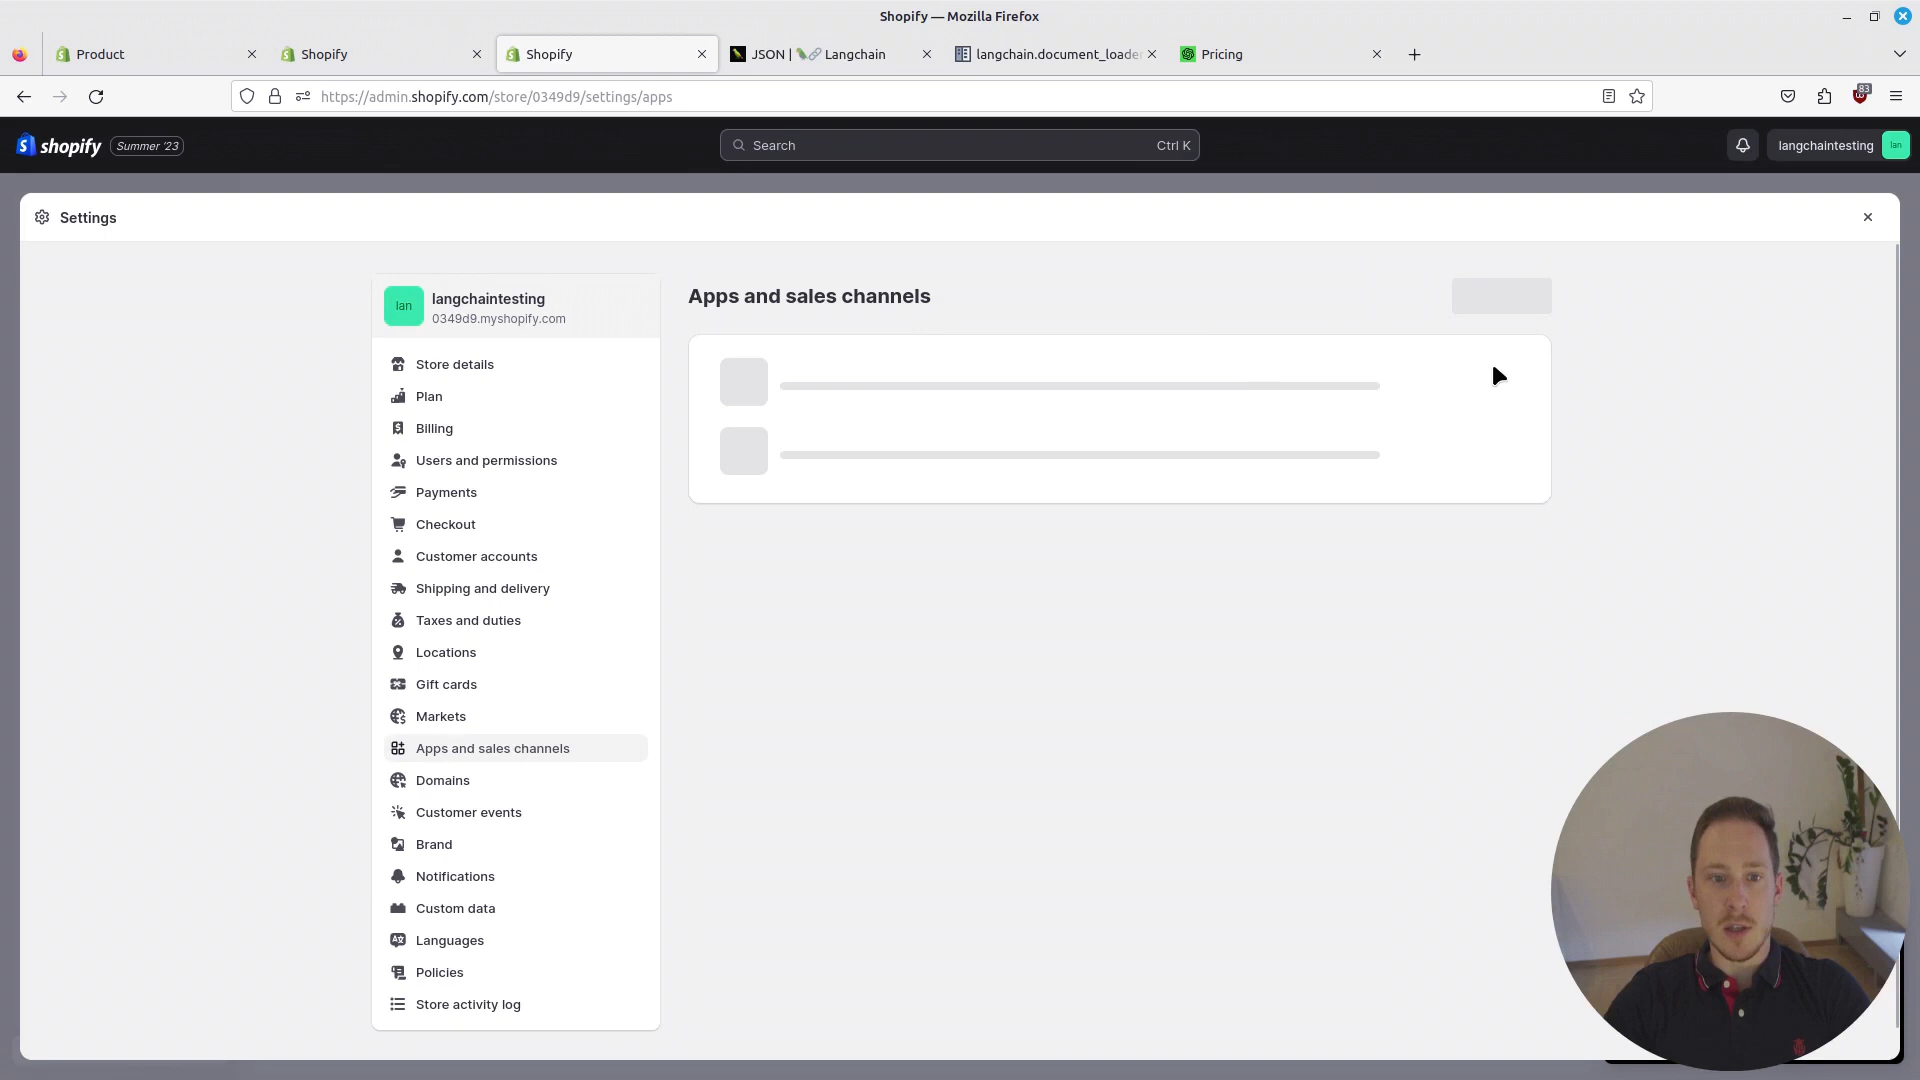 Shopify — Mozilla Firefox
Product
Shopify
Shopify
JSON | 🦜🔗 Langchain
langchain.document_loade
Pricing
https://admin.shopify.com/store/0349d9/settings/apps
83
shopify
Summer '23
Search
Ctrl K
langchaintesting
lan
Settings
lan
langchaintesting
0349d9.myshopify.com
Apps and sales channels
Store details
Plan
Billing
Users and permissions
Payments
Checkout
Customer accounts
Shipping and delivery
Taxes and duties
Locations
Gift cards
Markets
Apps and sales channels
Domains
Customer events
Brand
Notifications
Custom data
Languages
Policies
Store activity log